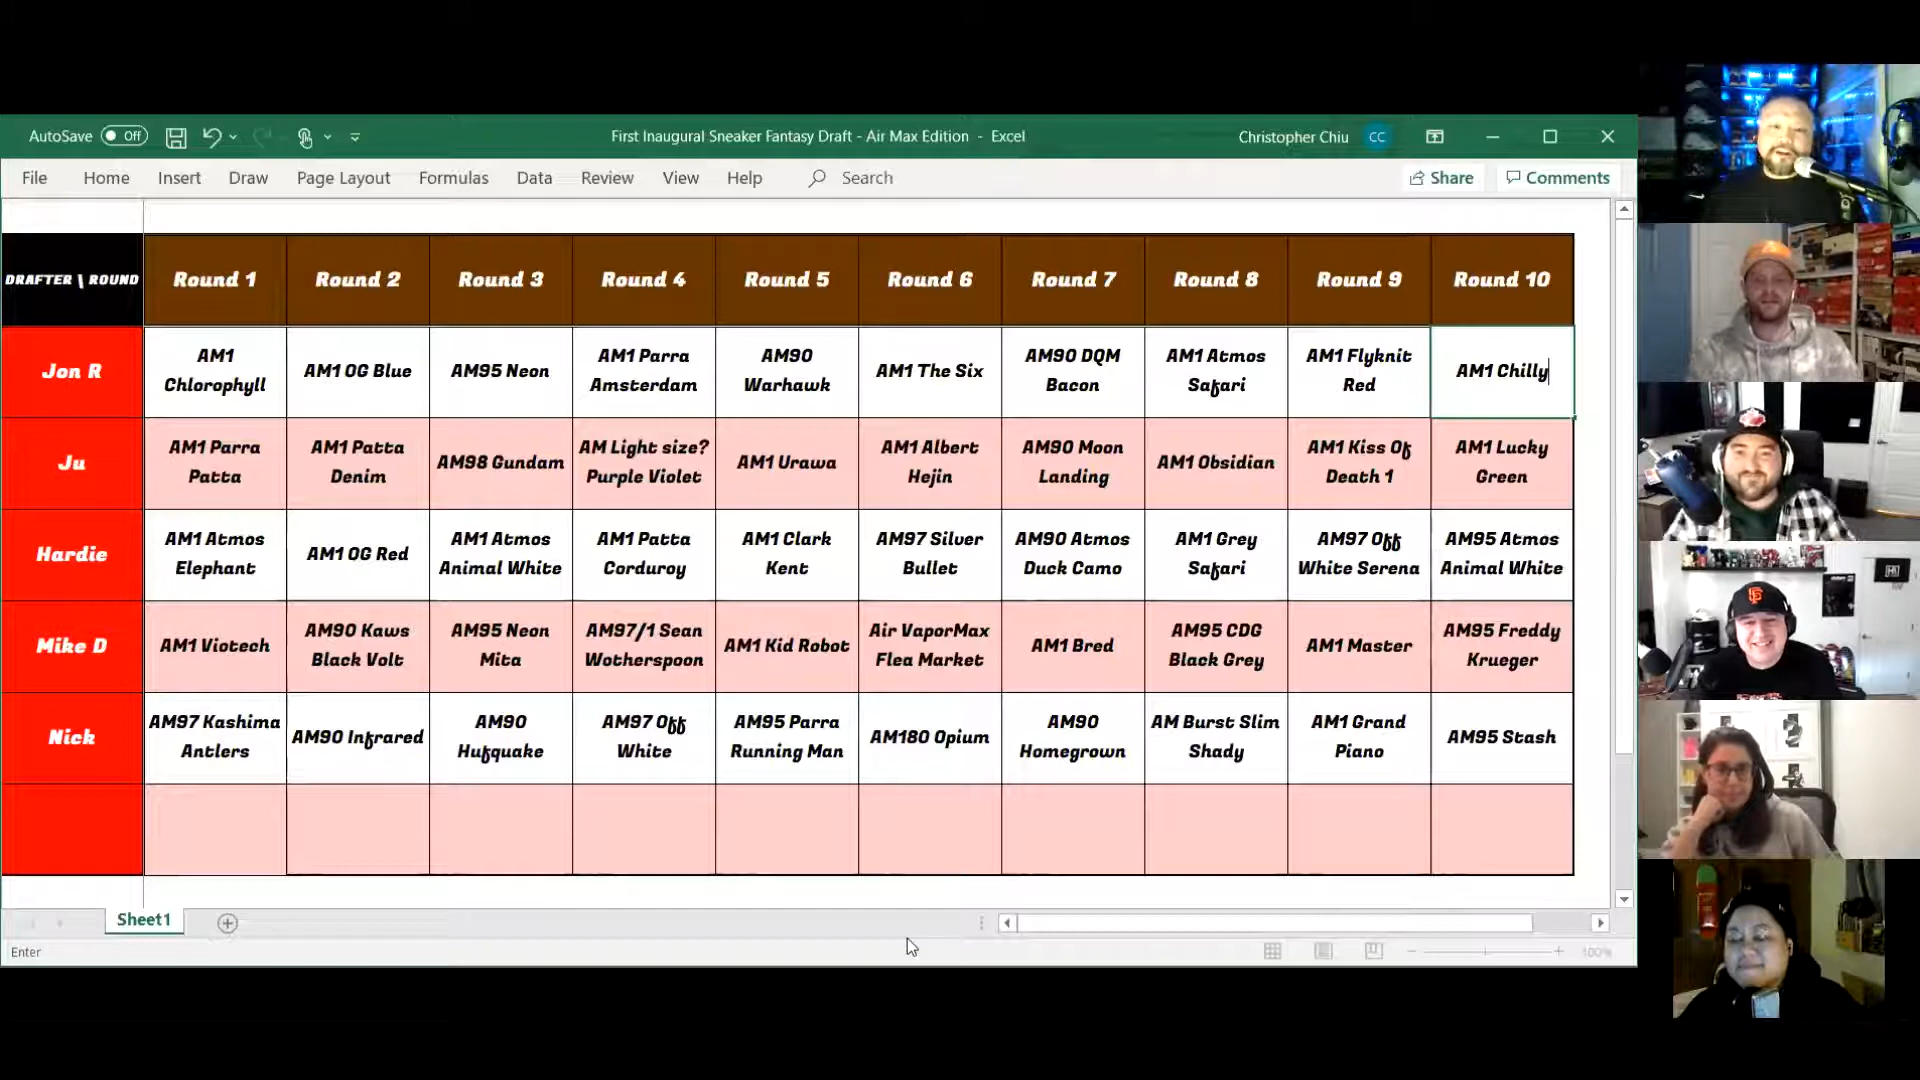 AutoSave Off
First Inaugural Sneaker Fantasy Draft - Air Max Edition - Excel
Christopher Chiu CC
File Home Insert Draw Page Layout Formulas Data Review View Help Search Share Comments
DRAFTER \ ROUND Round 1 Round 2 Round 3 Round 4 Round 5 Round 6 Round 7 Round 8 Round 9 Round 10
Jon R
AM1
Chlorophyll
AM1 OG Blue
AM95 Neon
AM1 Parra
Amsterdam
AM90
Warhawk
AM1 The Six
AM90 DQM
Bacon
AM1 Atmos
Safari
AM1 Flyknit
Red
AM1 Chilly
Ju
AM1 Parra
Patta
AM1 Patta
Denim
AM98 Gundam
AM Light size?
Purple Violet
AM1 Urawa
AM1 Albert
Hejin
AM90 Moon
Landing
AM1 Obsidian
AM1 Kiss Of
Death 1
AM1 Lucky
Green
Hardie
AM1 Atmos
Elephant
AM1 OG Red
AM1 Atmos
Animal White
AM1 Patta
Corduroy
AM1 Clark
Kent
AM97 Silver
Bullet
AM90 Atmos
Duck Camo
AM1 Grey
Safari
AM97 Off
White Serena
AM95 Atmos
Animal White
Mike D
AM1 Viotech
AM90 Kaws
Black Volt
AM95 Neon
Mita
AM97/1 Sean
Wotherspoon
AM1 Kid Robot
Air VaporMax
Flea Market
AM1 Bred
AM95 CDG
Black Grey
AM1 Master
AM95 Freddy
Krueger
Nick
AM97 Kashima
Antlers
AM90 Infrared
AM90
Hufquake
AM97 Off
White
AM95 Parra
Running Man
AM180 Opium
AM90
Homegrown
AM Burst Slim
Shady
AM1 Grand
Piano
AM95 Stash
Sheet1
Enter
100%
SF